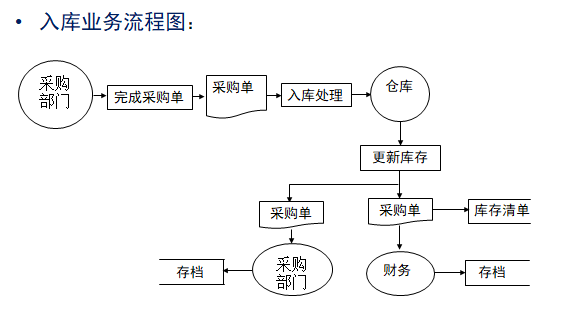 • 入库业务流程图：
采购
部门
完成采购单
采购单
入库处理
仓库
更新库存
采购单
采购单
库存清单
存档
采购
部门
财务
存档